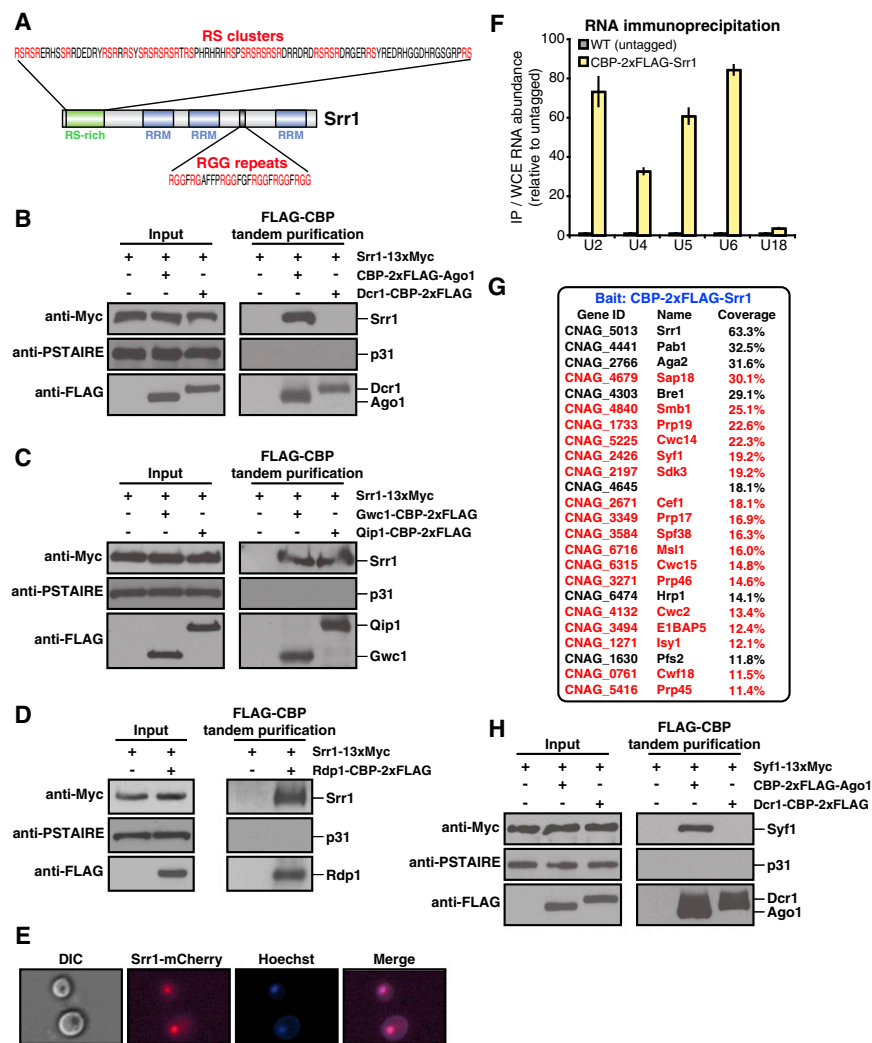 A
RS clusters
RSRSRERHSSRRDEDRYRSRRRSYSRSRSRSRTRSPHRHRHRSPSRSRSRSRDRRDRDRSRSRDRGERRSYREDRHGGDHRGSGRPRS
Srr1
RS-rich RRM RRM RRM
RGG repeats
RGGFRGAFFPRGGFGFRGGFRGGFRGG
B
Input
FLAG-CBP
tandem purification
+ + + + + + Srr1-13xMyc
- + - - + - CBP-2xFLAG-Ago1
- - + - - + Dcr1-CBP-2xFLAG
anti-Myc Srr1
anti-PSTAIRE p31
anti-FLAG Dcr1
Ago1
C
Input
FLAG-CBP
tandem purification
+ + + + + + Srr1-13xMyc
- + - - + - Gwc1-CBP-2xFLAG
- - + - - + Qip1-CBP-2xFLAG
anti-Myc Srr1
anti-PSTAIRE p31
anti-FLAG Qip1
Gwc1
D
Input
FLAG-CBP
tandem purification
+ + + + Srr1-13xMyc
- + - + Rdp1-CBP-2xFLAG
anti-Myc Srr1
anti-PSTAIRE p31
anti-FLAG Rdp1
E
DIC Srr1-mCherry Hoechst Merge
F
RNA immunoprecipitation
WT (untagged)
CBP-2xFLAG-Srr1
IP / WCE RNA abundance
(relative to untagged)
100
80
60
40
20
0
U2 U4 U5 U6 U18
G
Bait: CBP-2xFLAG-Srr1
Gene ID Name Coverage
CNAG_5013 Srr1 63.3%
CNAG_4441 Pab1 32.5%
CNAG_2766 Aga2 31.6%
CNAG_4679 Sap18 30.1%
CNAG_4303 Bre1 29.1%
CNAG_4840 Smb1 25.1%
CNAG_1733 Prp19 22.6%
CNAG_5225 Cwc14 22.3%
CNAG_2426 Syf1 19.2%
CNAG_2197 Sdk3 19.2%
CNAG_4645 18.1%
CNAG_2671 Cef1 18.1%
CNAG_3349 Prp17 16.9%
CNAG_3584 Spf38 16.3%
CNAG_6716 Msl1 16.0%
CNAG_6315 Cwc15 14.8%
CNAG_3271 Prp46 14.6%
CNAG_6474 Hrp1 14.1%
CNAG_4132 Cwc2 13.4%
CNAG_3494 E1BAP5 12.4%
CNAG_1271 Isy1 12.1%
CNAG_1630 Pfs2 11.8%
CNAG_0761 Cwf18 11.5%
CNAG_5416 Prp45 11.4%
H
Input
FLAG-CBP
tandem purification
+ + + + + + Syf1-13xMyc
- + - - + - CBP-2xFLAG-Ago1
- - + - - + Dcr1-CBP-2xFLAG
anti-Myc Syf1
anti-PSTAIRE p31
anti-FLAG Dcr1
Ago1